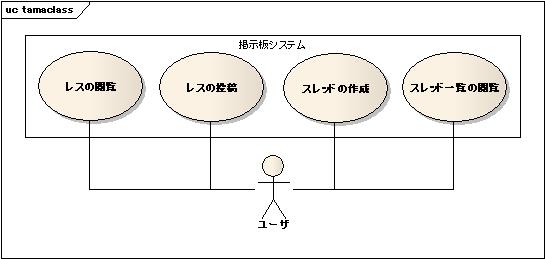 uc tamaclass
掲示板システム
レスの閲覧
レスの投稿
スレッドの作成
スレッド一覧の閲覧
ユーザ